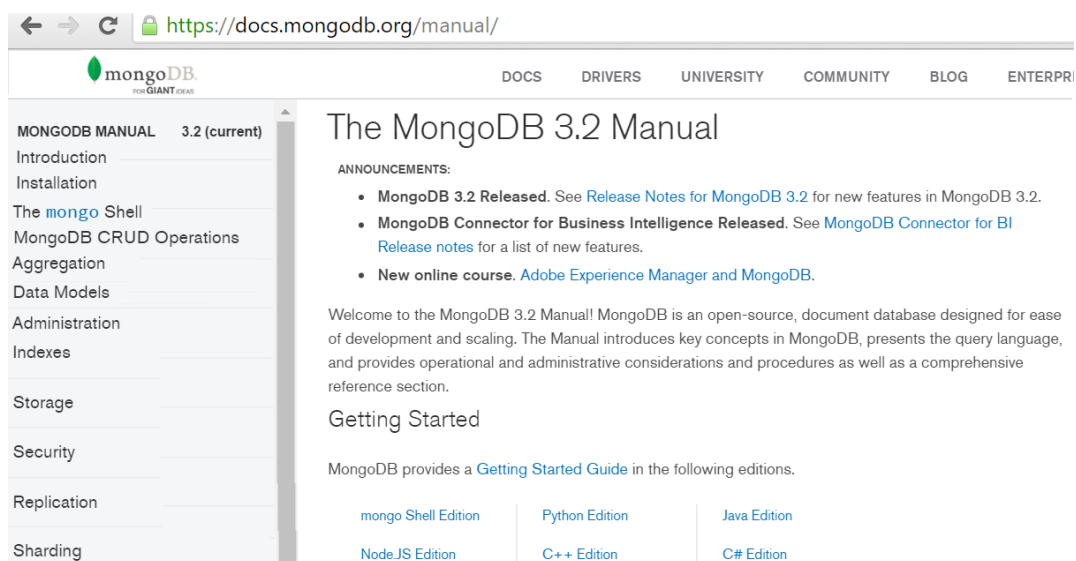 https://docs.mongodb.org/manual/
mongoDB.
FOR GIANT IDEAS
DOCS DRIVERS UNIVERSITY COMMUNITY BLOG ENTERPRI
MONGODB MANUAL 3.2 (current)
Introduction
Installation
The mongo Shell
MongoDB CRUD Operations
Aggregation
Data Models
Administration
Indexes
Storage
Security
Replication
Sharding
The MongoDB 3.2 Manual
ANNOUNCEMENTS:
• MongoDB 3.2 Released. See Release Notes for MongoDB 3.2 for new features in MongoDB 3.2.
• MongoDB Connector for Business Intelligence Released. See MongoDB Connector for BI
Release notes for a list of new features.
• New online course. Adobe Experience Manager and MongoDB.
Welcome to the MongoDB 3.2 Manual! MongoDB is an open-source, document database designed for ease
of development and scaling. The Manual introduces key concepts in MongoDB, presents the query language,
and provides operational and administrative considerations and procedures as well as a comprehensive
reference section.
Getting Started
MongoDB provides a Getting Started Guide in the following editions.
mongo Shell Edition Python Edition Java Edition
Node.JS Edition C++ Edition C# Edition